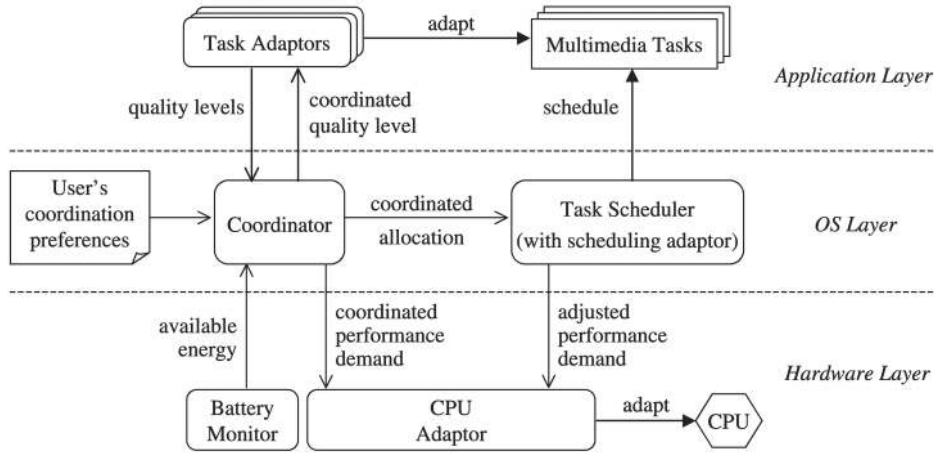 Task Adaptors
adapt
Multimedia Tasks
Application Layer
quality levels
coordinated
quality level
schedule
User's
coordination
preferences
Coordinator
coordinated
allocation
Task Scheduler
(with scheduling adaptor)
OS Layer
available
energy
coordinated
performance
demand
adjusted
performance
demand
Hardware Layer
Battery
Monitor
CPU
Adaptor
adapt
CPU